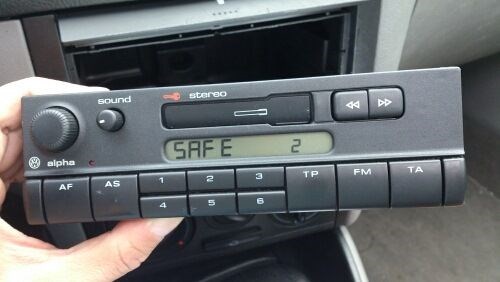 sound stereo
SAFE 2
alpha
AF AS 1 2 3 TP FM TA
4 5 6